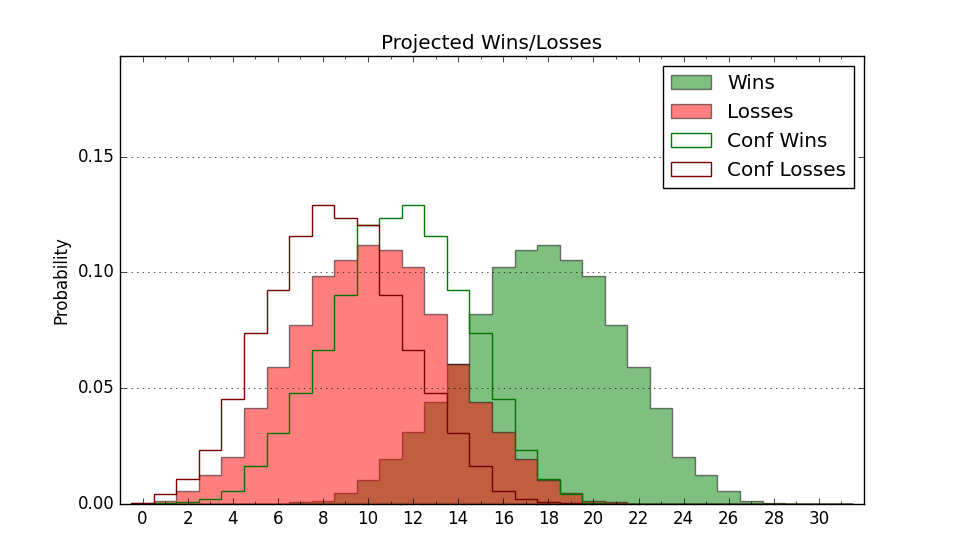 Projected Wins/Losses
Wins
Losses
Conf Wins
Conf Losses
Probability
0.15
0.10
0.05
0.00
0 2 4 6 8 10 12 14 16 18 20 22 24 26 28 30